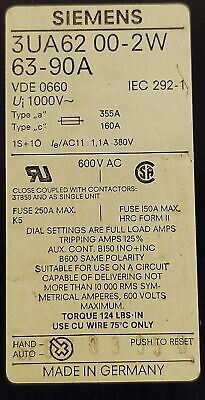 SIEMENS
3UA62 00-2W
63-90A
VDE 0660 IEC 292-1
Ui 1000V~
Type „a" 355A
Type „c" 160A
1S+1Ö Ie/AC11 1,1A 380V
600V AC
CLOSE COUPLED WITH CONTACTORS:
3TB50 AND AS SINGLE UNIT
FUSE 250A MAX. FUSE 150A MAX.
K5 HRC FORM II
DIAL SETTINGS ARE FULL LOAD AMPS
TRIPPING AMPS 125%
AUX. CONT. B150 INO+INC
B600 SAME POLARITY
SUITABLE FOR USE ON A CIRCUIT
CAPABLE OF DELIVERING NOT
MORE THAN 10 000 RMS SYM-
METRICAL AMPERES, 600 VOLTS
MAXIMUM.
TORQUE 124 LBS·IN
USE CU WIRE 75°C ONLY
HAND- PUSH TO RESET
AUTO-
MADE IN GERMANY